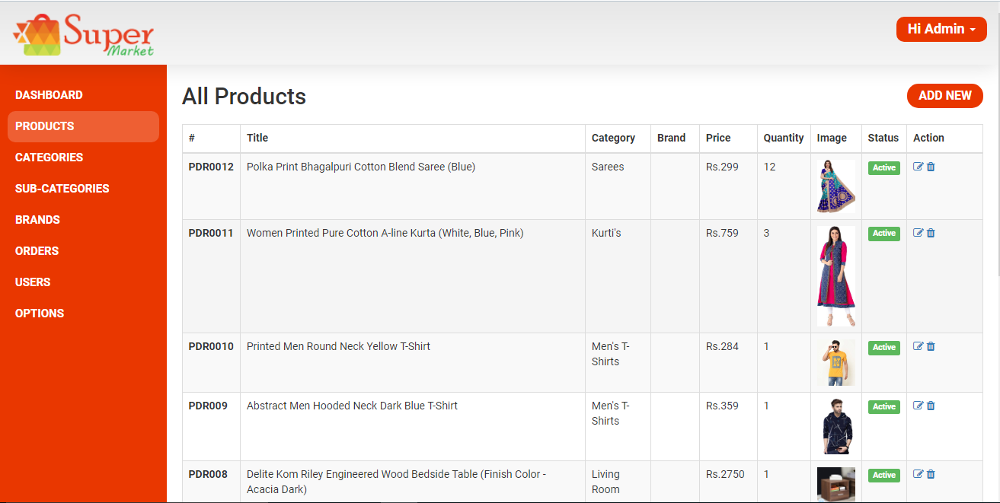 Super
Market
Hi Admin
DASHBOARD
PRODUCTS
CATEGORIES
SUB-CATEGORIES
BRANDS
ORDERS
USERS
OPTIONS
All Products
ADD NEW
# Title Category Brand Price Quantity Image Status Action
PDR0012 Polka Print Bhagalpuri Cotton Blend Saree (Blue) Sarees Rs.299 12 Active
PDR0011 Women Printed Pure Cotton A-line Kurta (White, Blue, Pink) Kurti's Rs.759 3 Active
PDR0010 Printed Men Round Neck Yellow T-Shirt Men's T- Rs.284 1 Active
Shirts
PDR009 Abstract Men Hooded Neck Dark Blue T-Shirt Men's T- Rs.359 1 Active
Shirts
PDR008 Delite Kom Riley Engineered Wood Bedside Table (Finish Color - Living Rs.2750 1 Active
Acacia Dark) Room